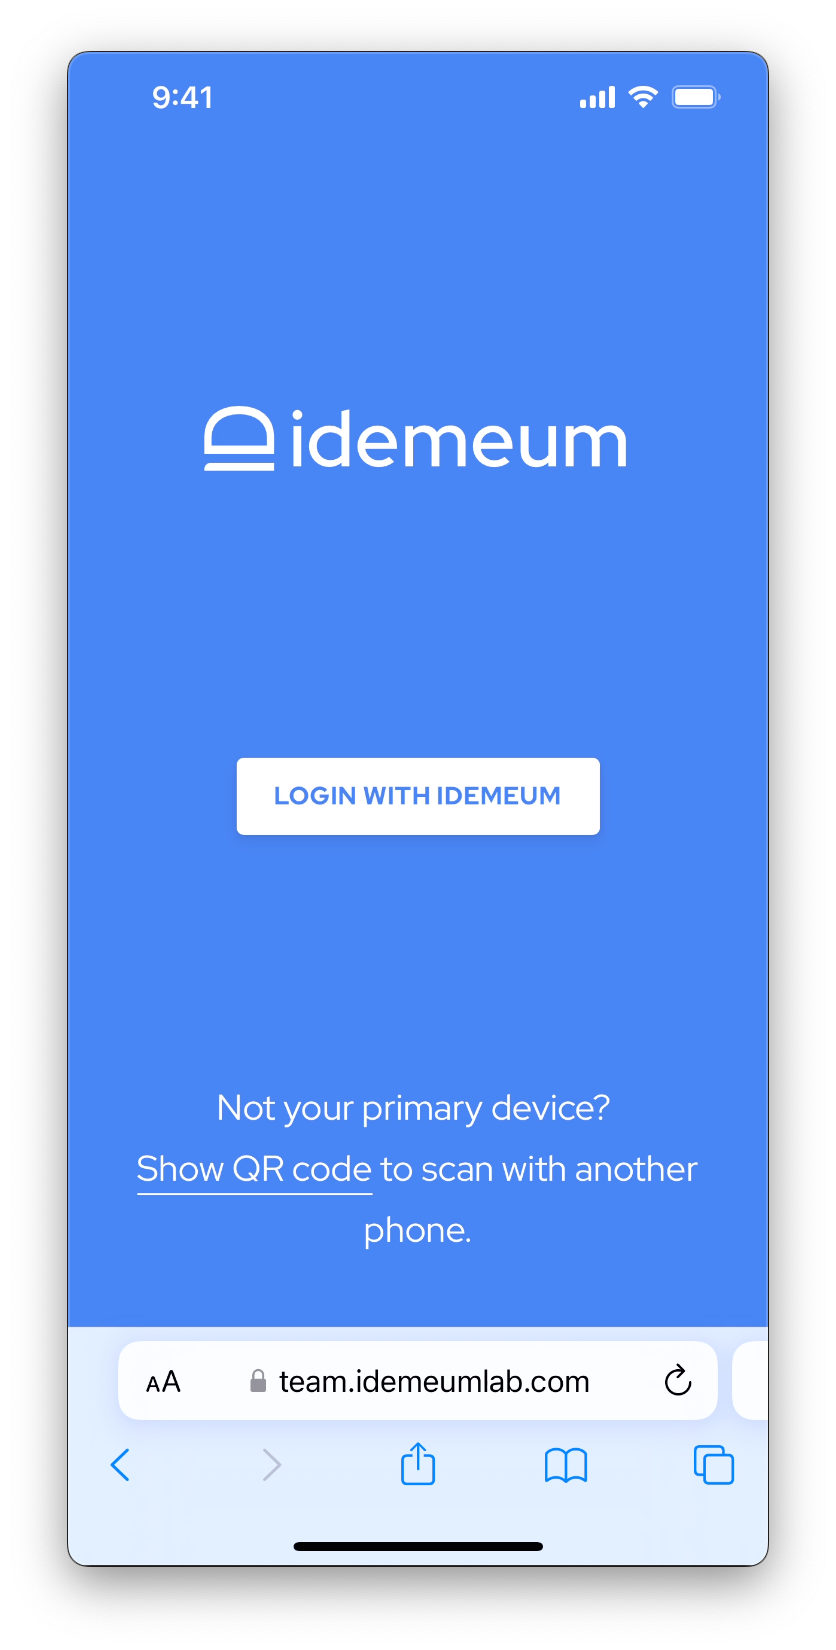 9:41
idemeum
LOGIN WITH IDEMEUM
Not your primary device?
Show QR code to scan with another
phone.
AA team.idemeumlab.com